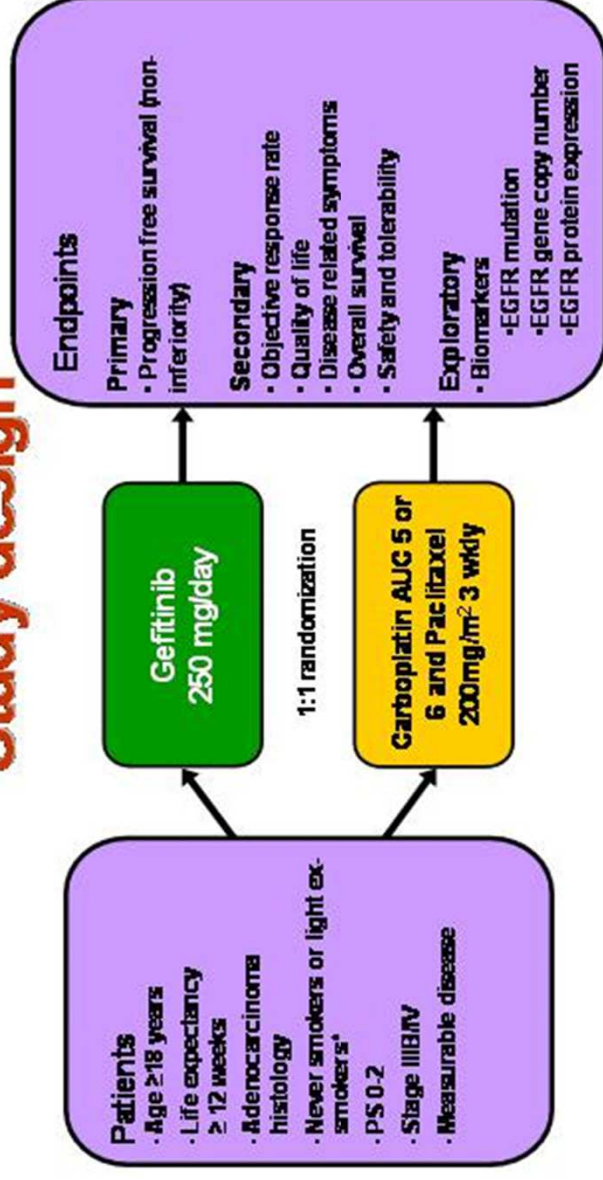 Study design
Patients
· Age ≥18 years
· Life expectancy
≥ 12 weeks
· Adenocarcinoma
histology
· Never smokers or light ex-
smokers*
· PS 0-2
· Stage IIIB/IV
· Measurable disease
Gefitinib
250 mg/day
1:1 randomization
Carboplatin AUC 5 or
6 and Paclitaxel
200mg/m² 3 wkly
Endpoints
Primary
· Progression free survival (non-
inferiority)
Secondary
· Objective response rate
· Quality of life
· Disease related symptoms
· Overall survival
· Safety and tolerability
Exploratory
· Biomarkers
·EGFR mutation
·EGFR gene copy number
·EGFR protein expression